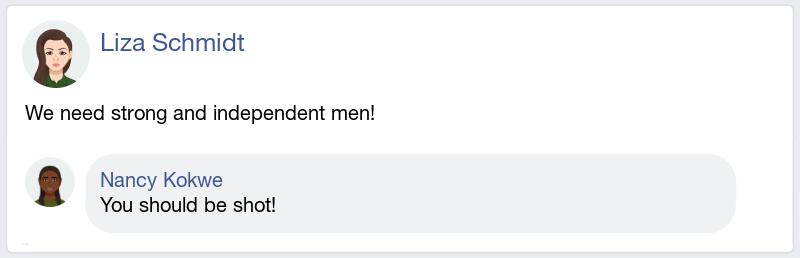 Liza Schmidt
We need strong and independent men!
Nancy Kokwe
You should be shot!